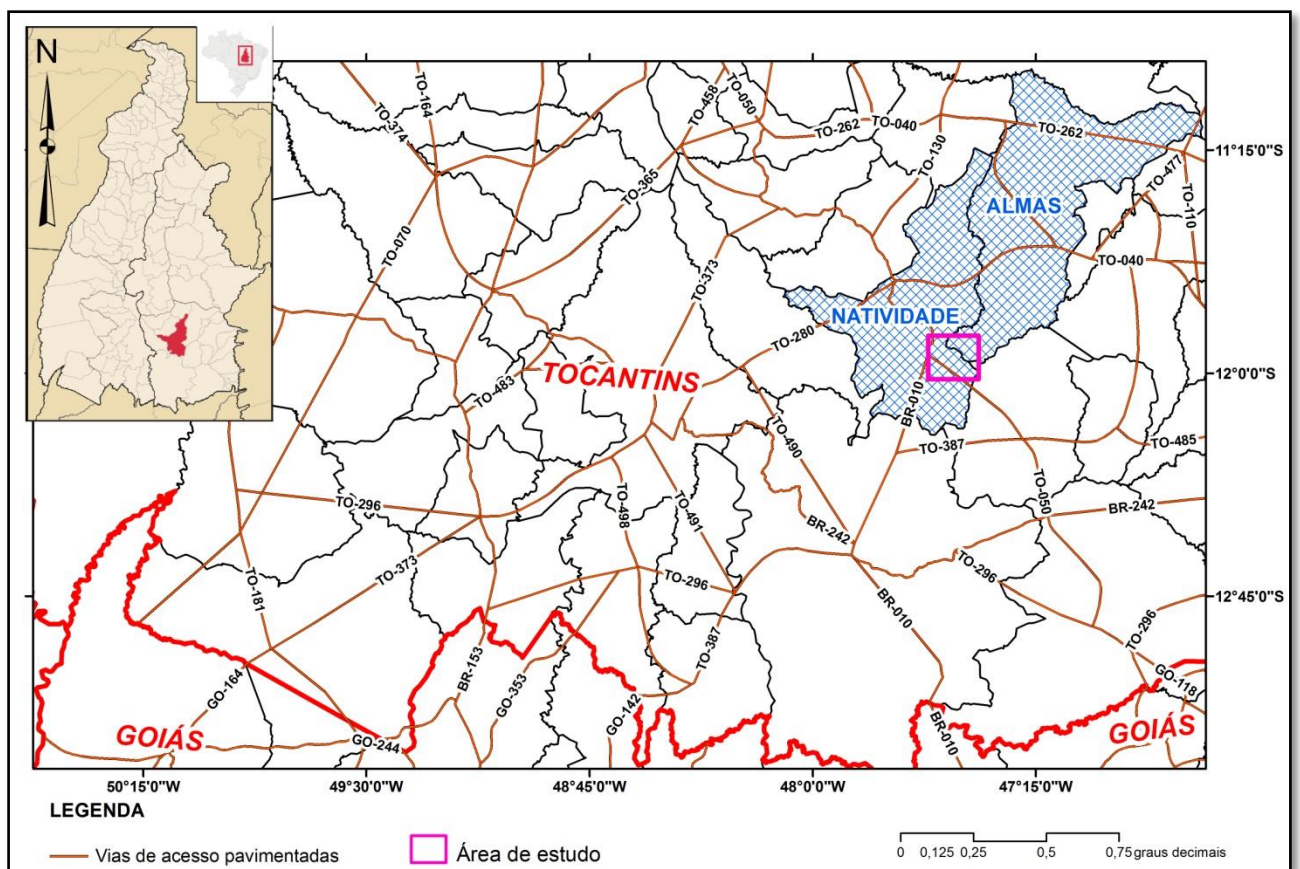 N
TO-164
TO-458
TO-050
TO-374
TO-262
TO-040
TO-262
11°15'0"S
TO-130
TO-477
TO-365
ALMAS
TO-110
TO-070
TO-373
TO-040
NATIVIDADE
TO-280
TOCANTINS
TO-483
12°0'0"S
BR-010
TO-490
TO-387
TO-485
TO-296
TO-498
TO-491
TO-050
BR-242
BR-242
TO-373
TO-296
TO-296
TO-181
BR-010
12°45'0"S
TO-296
TO-387
BR-153
GO-164
GO-353
GO-118
GO-142
GOIÁS
GO-244
BR-010
GOIÁS
50°15'0"W
49°30'0"W
48°45'0"W
48°0'0"W
47°15'0"W
LEGENDA
Vias de acesso pavimentadas
Área de estudo
0 0,125 0,25 0,5 0,75 graus decimais